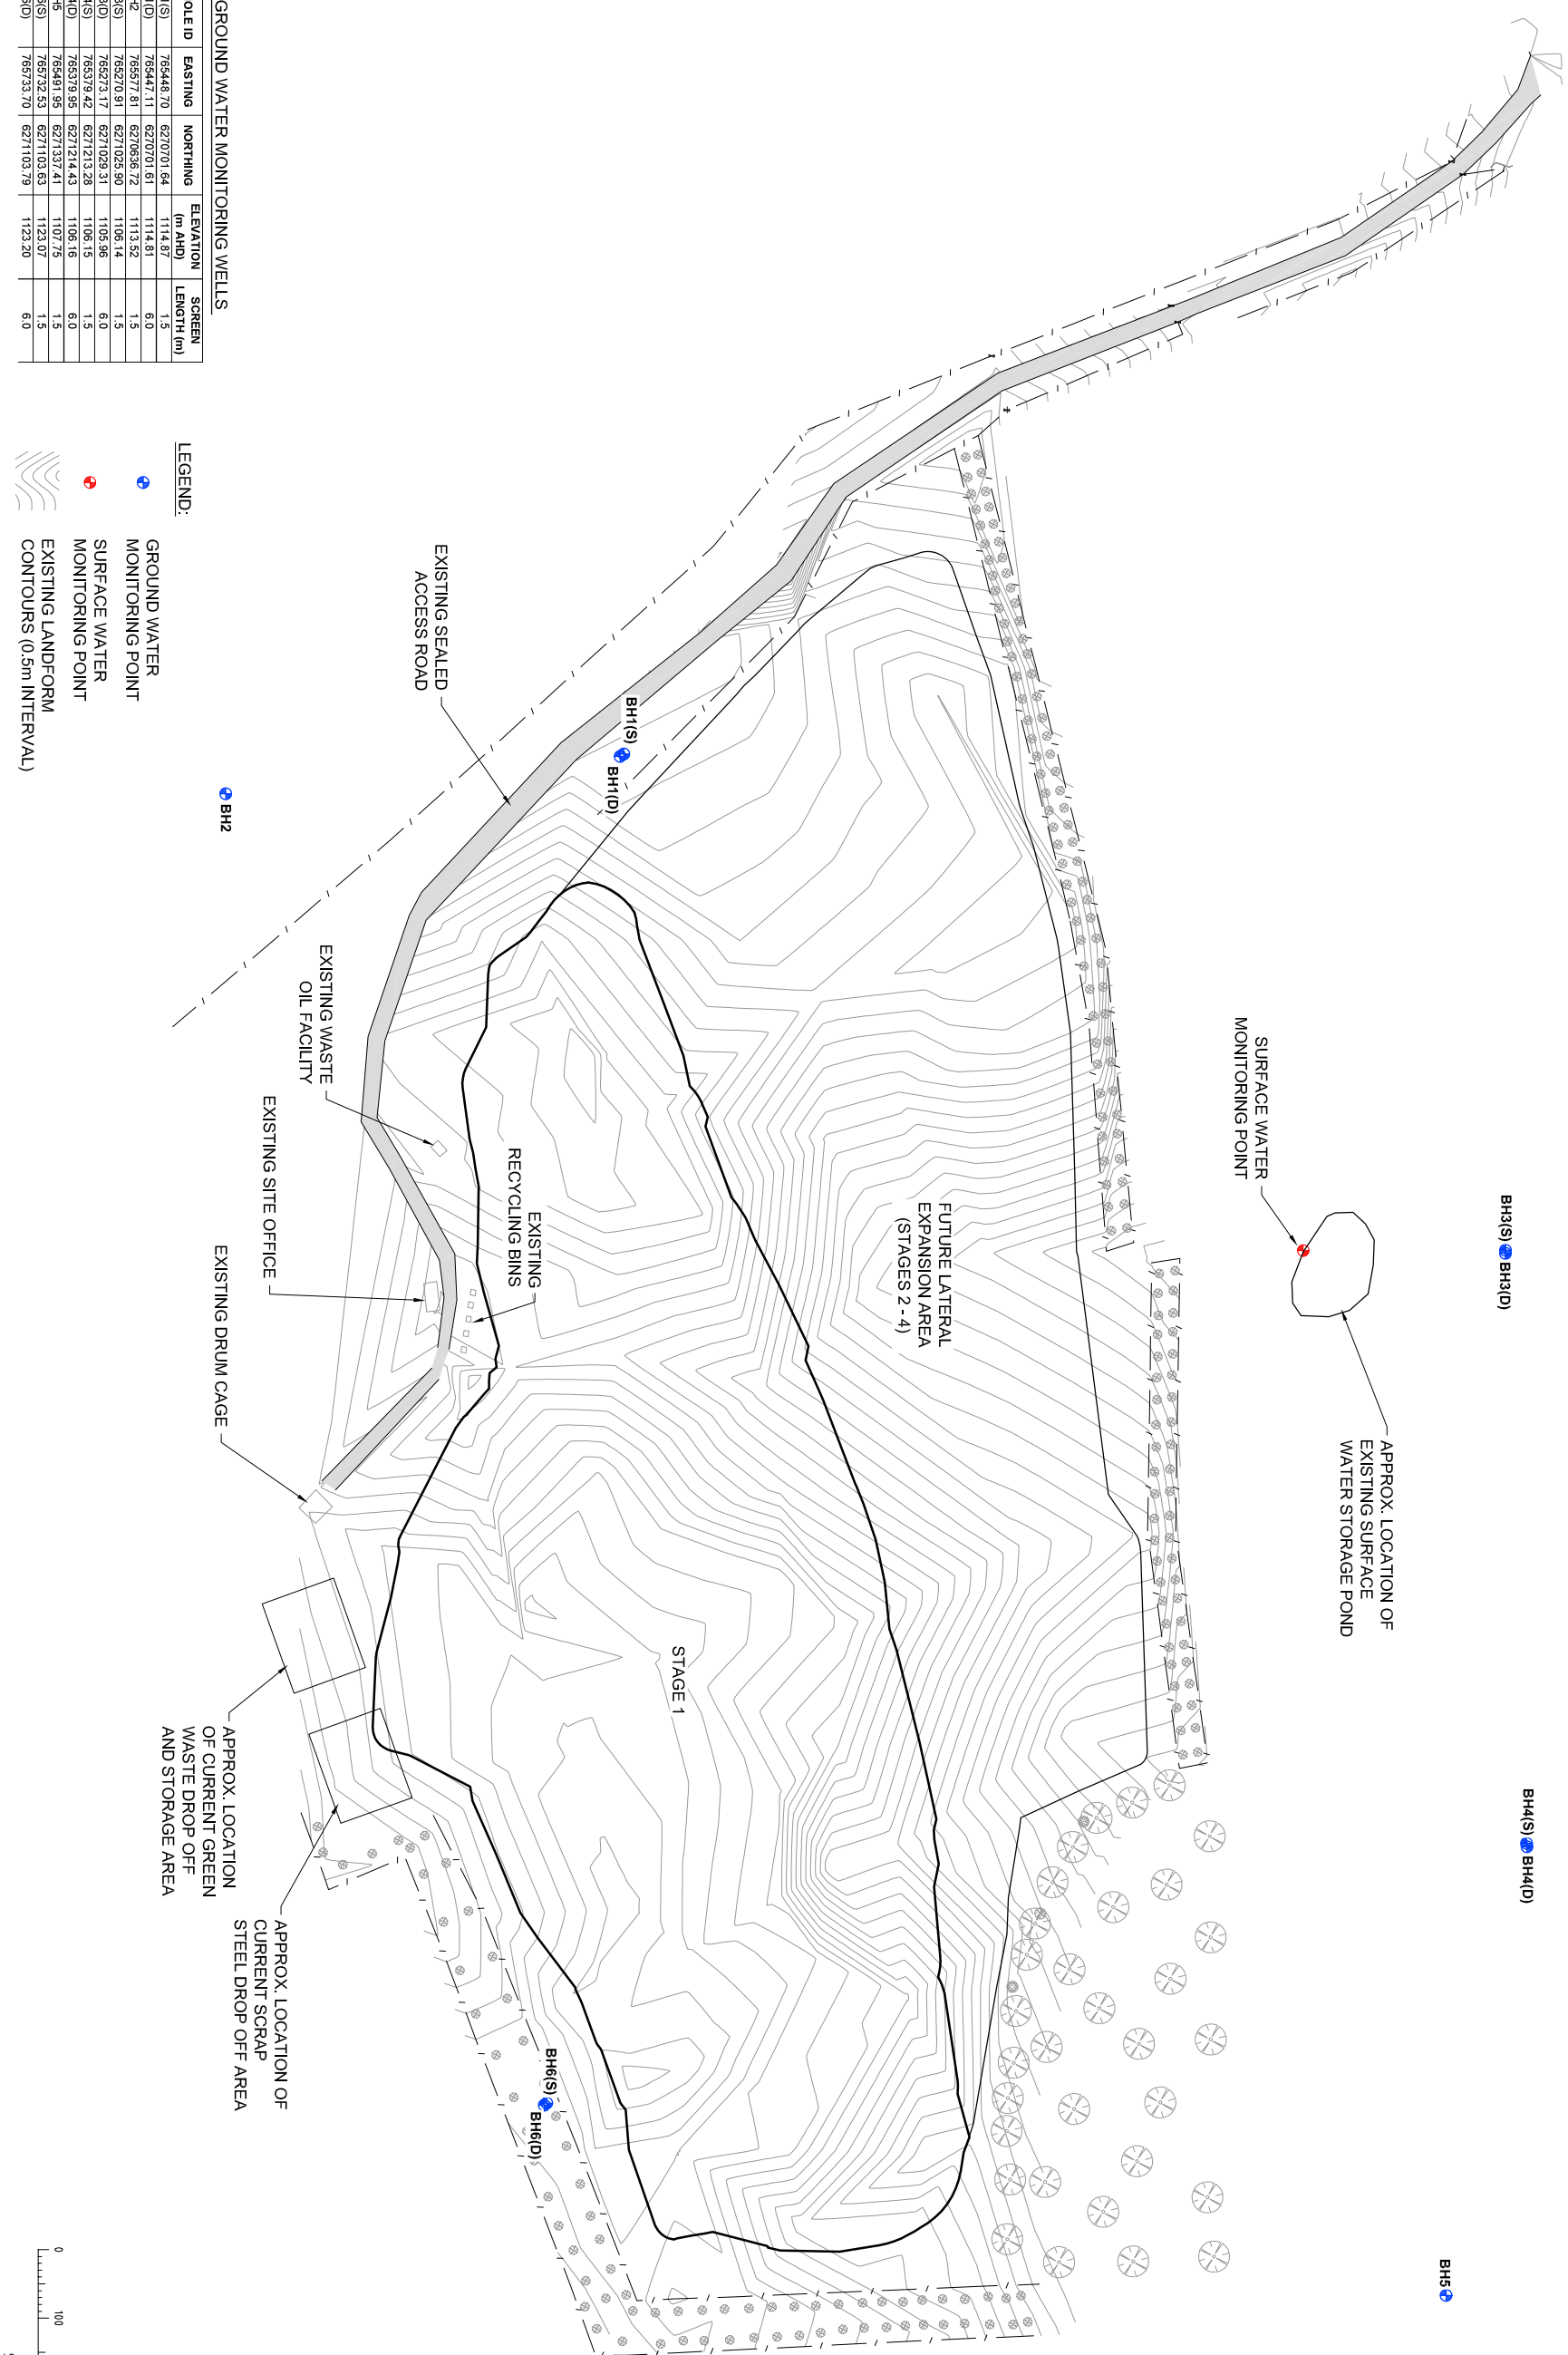 BH4(S) BH4(D)
BH3(S) BH3(D)
BH5
APPROX. LOCATION OF
EXISTING SURFACE
WATER STORAGE POND
SURFACE WATER
MONITORING POINT
FUTURE LATERAL
EXPANSION AREA
(STAGES 2 - 4)
STAGE 1
BH1(S)
BH1(D)
BH6(S)
BH6(D)
EXISTING
RECYCLING BINS
EXISTING SEALED
ACCESS ROAD
EXISTING WASTE
OIL FACILITY
EXISTING SITE OFFICE
EXISTING DRUM CAGE
APPROX. LOCATION OF
CURRENT SCRAP
STEEL DROP OFF AREA
APPROX. LOCATION
OF CURRENT GREEN
WASTE DROP OFF
AND STORAGE AREA
BH2
GROUND WATER MONITORING WELLS
OLE ID EASTING NORTHING ELEVATION (m AHD) SCREEN LENGTH (m)
(S) 765448.70 6270701.64 1114.87 1.5
(D) 765447.11 6270701.61 1114.81 6.0
H2 765577.81 6270636.72 1113.52 1.5
3(S) 765270.91 6271025.90 1106.14 1.5
3(D) 765273.17 6271029.31 1105.96 6.0
4(S) 765379.42 6271213.28 1106.15 1.5
4(D) 765379.95 6271214.43 1106.16 6.0
H5 765491.95 6271337.41 1107.75 1.5
6(S) 765732.53 6271103.63 1123.07 1.5
6(D) 765733.70 6271103.79 1123.20 6.0
LEGEND:
GROUND WATER
MONITORING POINT
SURFACE WATER
MONITORING POINT
EXISTING LANDFORM
CONTOURS (0.5m INTERVAL)
0 100